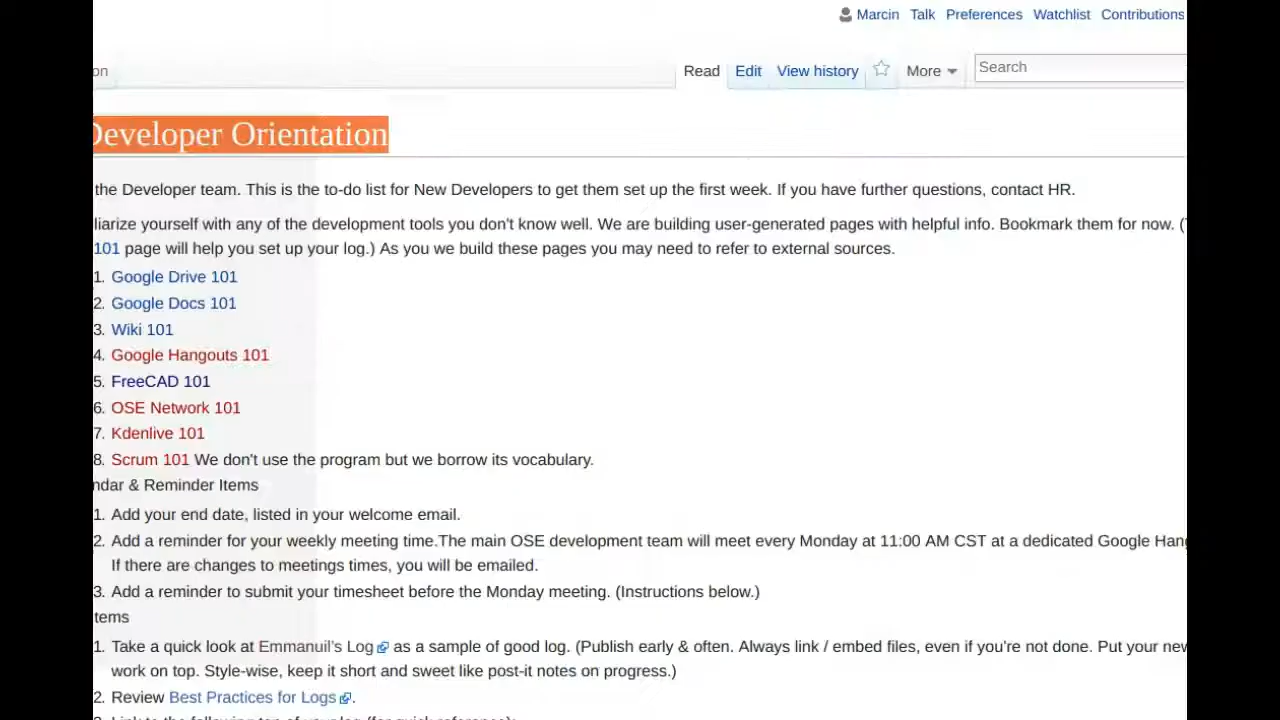 Marcin Talk Preferences Watchlist Contributions
on Read Edit View history More Search
Developer Orientation
the Developer team. This is the to-do list for New Developers to get them set up the first week. If you have further questions, contact HR.
liarize yourself with any of the development tools you don't know well. We are building user-generated pages with helpful info. Bookmark them for now. (
101 page will help you set up your log.) As you we build these pages you may need to refer to external sources.
1. Google Drive 101
2. Google Docs 101
3. Wiki 101
4. Google Hangouts 101
5. FreeCAD 101
6. OSE Network 101
7. Kdenlive 101
8. Scrum 101 We don't use the program but we borrow its vocabulary.
ndar & Reminder Items
1. Add your end date, listed in your welcome email.
2. Add a reminder for your weekly meeting time.The main OSE development team will meet every Monday at 11:00 AM CST at a dedicated Google Hang
If there are changes to meetings times, you will be emailed.
3. Add a reminder to submit your timesheet before the Monday meeting. (Instructions below.)
tems
1. Take a quick look at Emmanuil's Log as a sample of good log. (Publish early & often. Always link / embed files, even if you're not done. Put your new
work on top. Style-wise, keep it short and sweet like post-it notes on progress.)
2. Review Best Practices for Logs.
Link to the following top of your log (for quick reference):